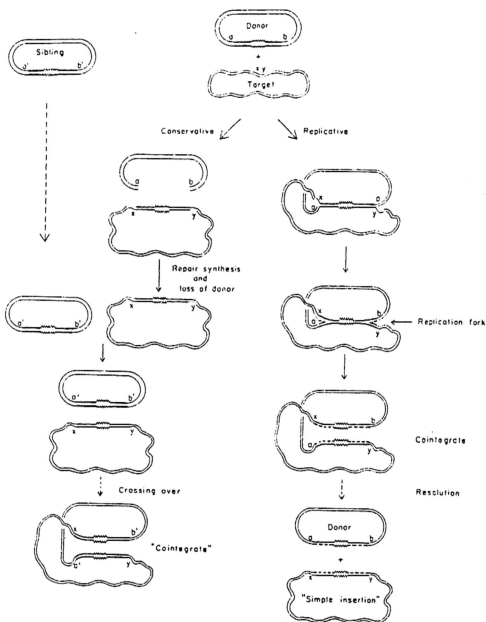 Donor
a b
+
x y
Target
Sibling
a' b'
Conservative
Replicative
a b
x y
Repair synthesis
and
loss of donor
x y
a' b'
a' b'
x y
Crossing over
x
b'
"Cointegrate"
y
a
a
y
x
b
a
Replication fork
x
b
a
y
Cointegrate
Resolution
Donor
a b
+
x y
"Simple insertion"